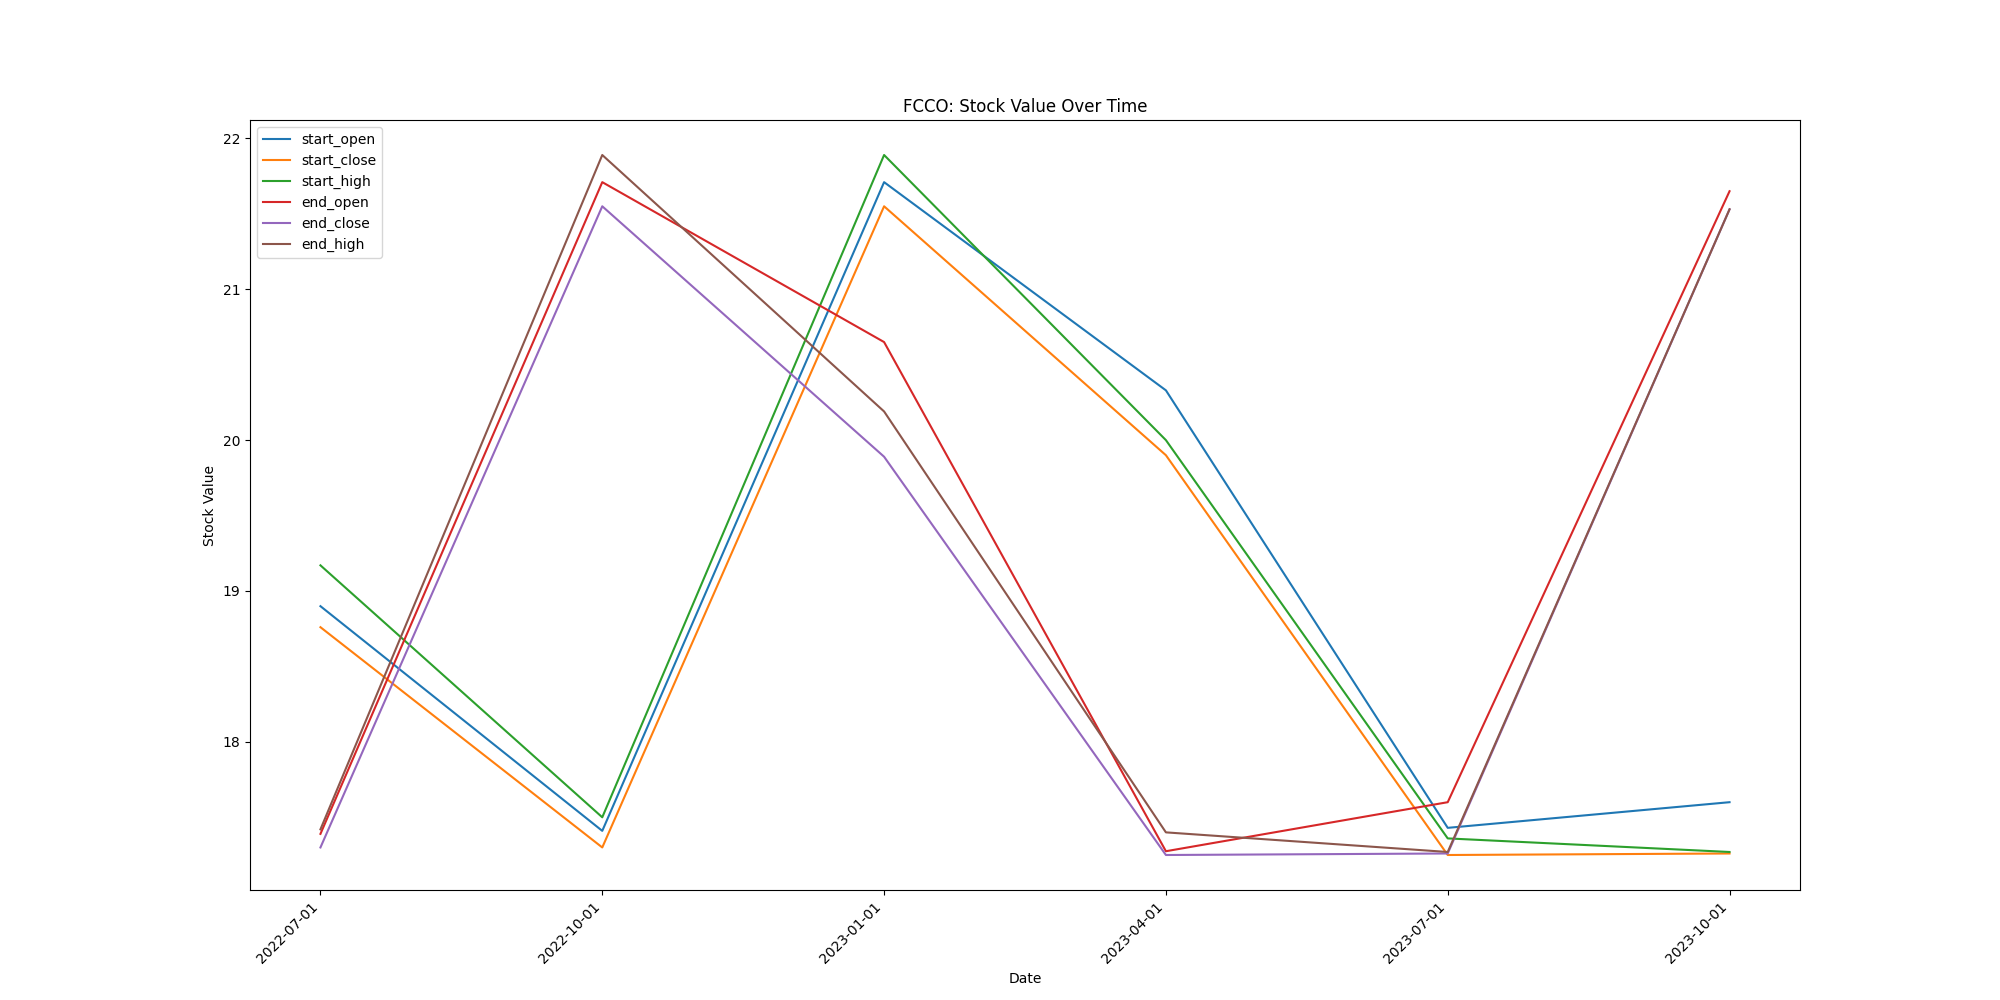 FCCO: Stock Value Over Time
start_open
start_close
start_high
end_open
end_close
end_high
22
21
20
19
18
Stock Value
2022-07-01
2022-10-01
2023-01-01
2023-04-01
2023-07-01
2023-10-01
Date